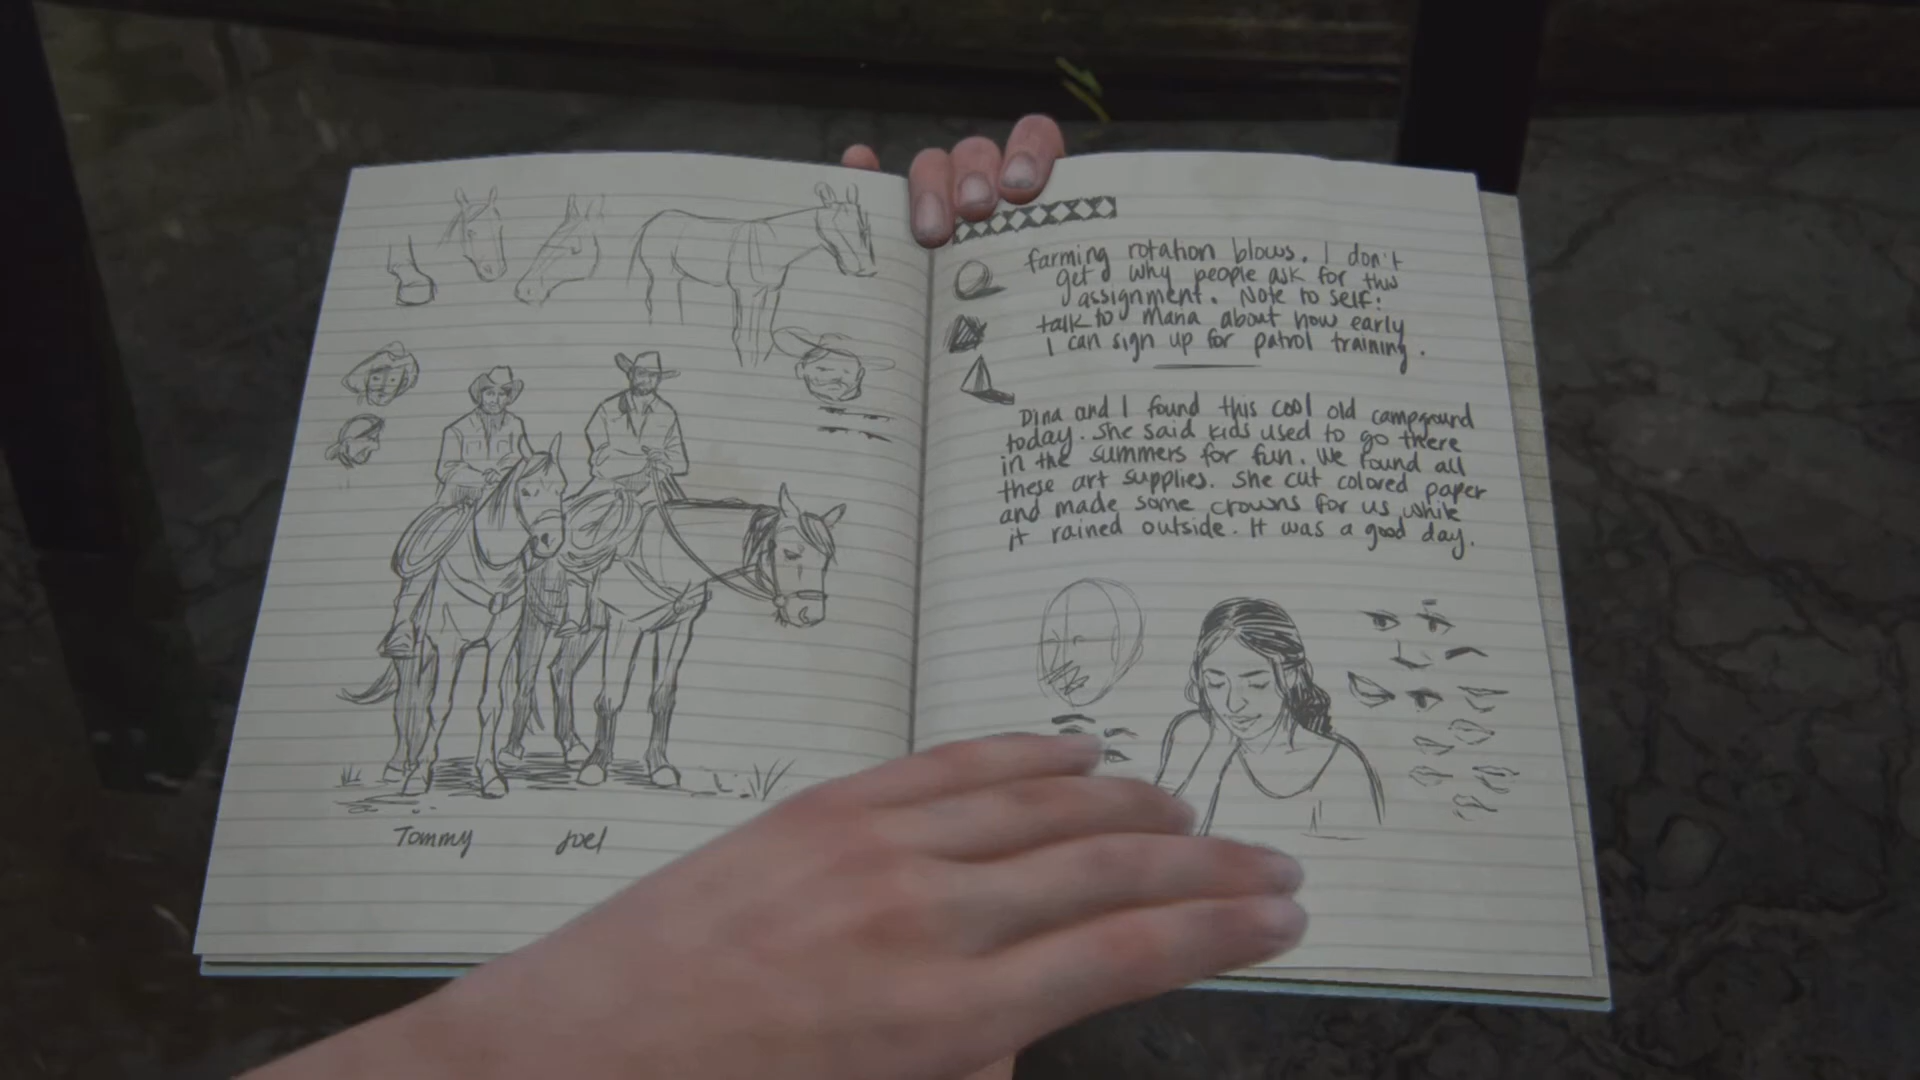 Tommy
Joel
farming rotation blows. I don't
get why people ask for this
assignment. Note to self:
talk to Maria about how early
I can sign up for patrol training.
Dina and I found this cool old campground
today. She said kids used to go there
in the summers for fun. We found all
these art supplies. She cut colored paper
and made some crowns for us while
it rained outside. It was a good day.